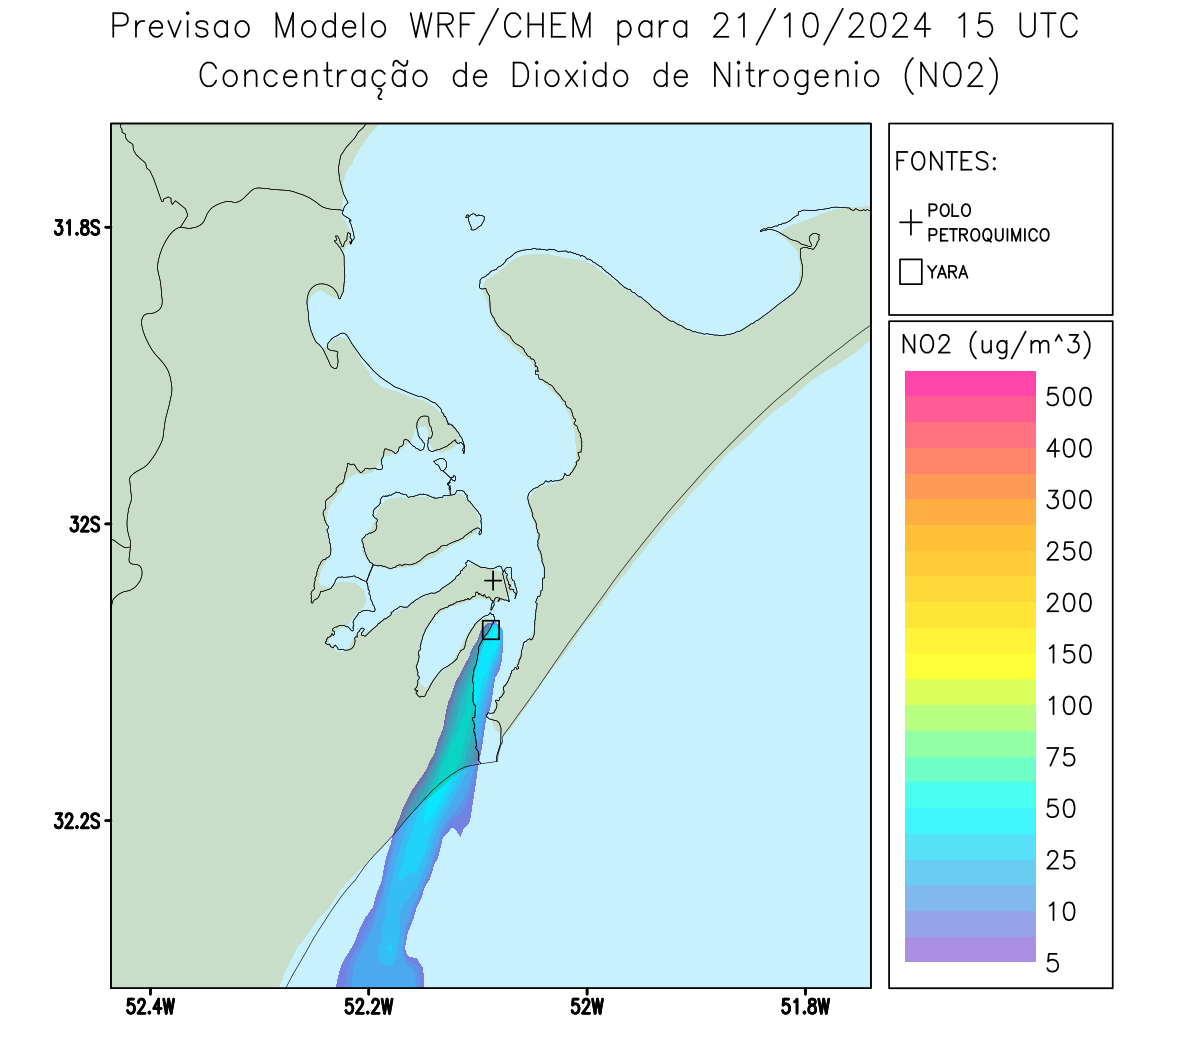 Previsao Modelo WRF/CHEM para 21/10/2024 15 UTC
Concentração de Dioxido de Nitrogenio (NO2)
FONTES:
POLO
PETROQUIMICO
YARA
NO2 (ug/m^3)
500
400
300
250
200
150
100
75
50
25
10
5
31.8S
32S
32.2S
52.4W
52.2W
52W
51.8W